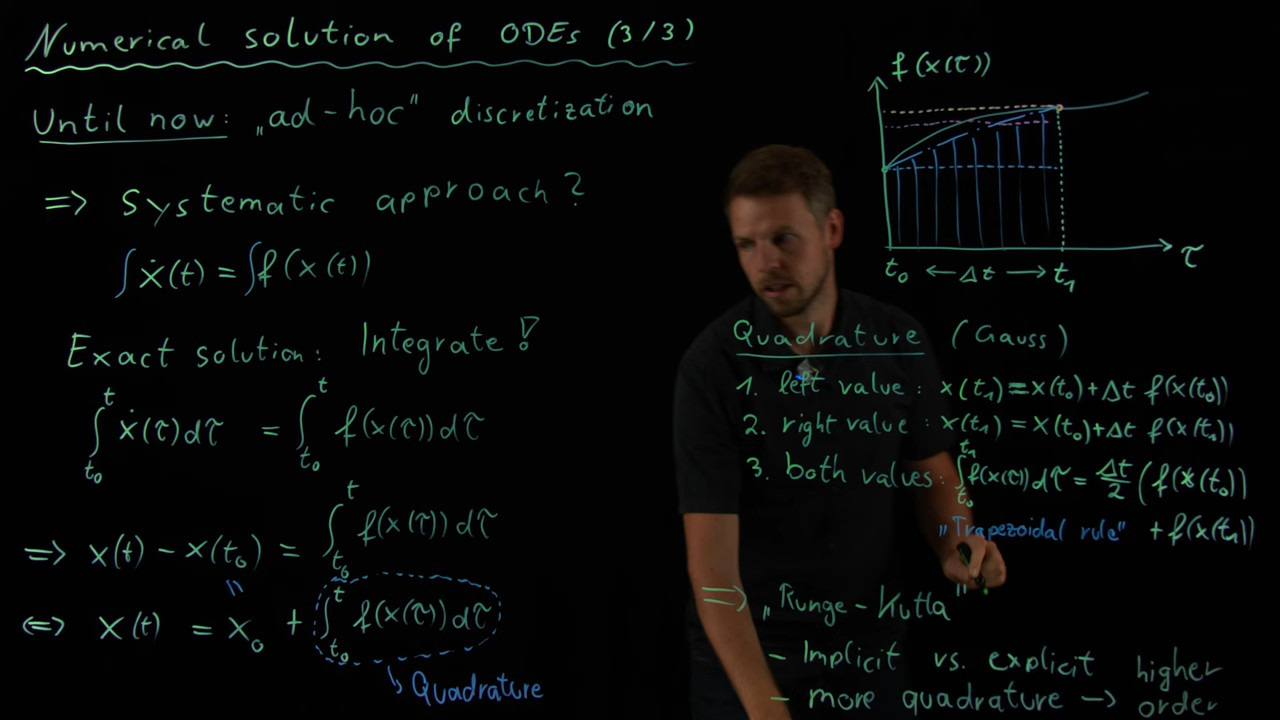 Numerical solution of ODEs (3/3)
Until now: „ad-hoc" discretization
=> Systematic approach?
∫ẋ(t) = ∫f(x(t))
Exact solution: Integrate!
∫_{t₀}^{t} ẋ(τ)dτ = ∫_{t₀}^{t} f(x(τ))dτ
=> x(t) - x(t₀) = ∫_{t₀}^{t} f(x(τ))dτ
"
<=> x(t) = x₀ + ∫_{t₀}^{t} f(x(τ))dτ
↳ Quadrature
f(x(τ))
τ
t₀ <- Δt -> t₁
Quadrature (Gauss)
1. left value: x(t₁) = x(t₀)+Δt f(x(t₀))
2. right value: x(t₁) = x(t₀)+Δt f(x(t₁))
3. both values: ∫_{t₀}^{t₁} f(x(τ))dτ = Δt/2 (f(x(t₀))
„Trapezoidal rule" + f(x(t₁))
=> „Runge-Kutta"
- Implicit vs. explicit
- more quadrature -> higher order